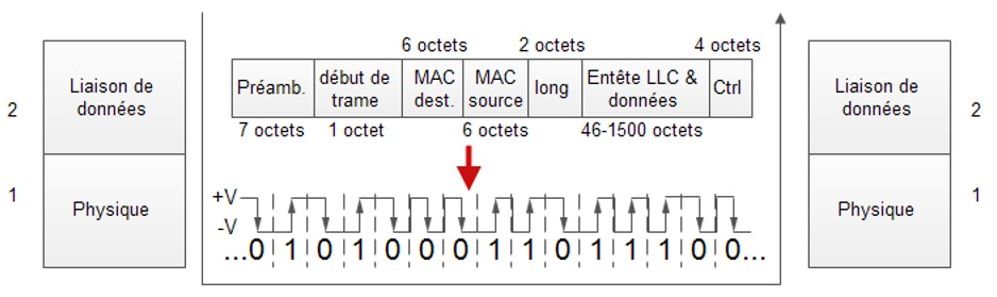 Liaison de
données
2
Physique
1
6 octets
2 octets
4 octets
Préamb.
début de
trame
MAC
dest.
MAC
source
long
Entête LLC &
données
Ctrl
7 octets
1 octet
6 octets
46-1500 octets
+V
-V
...0 1 0 1 0 0 0 1 1 0 1 1 1 0 0...
Liaison de
données
2
Physique
1